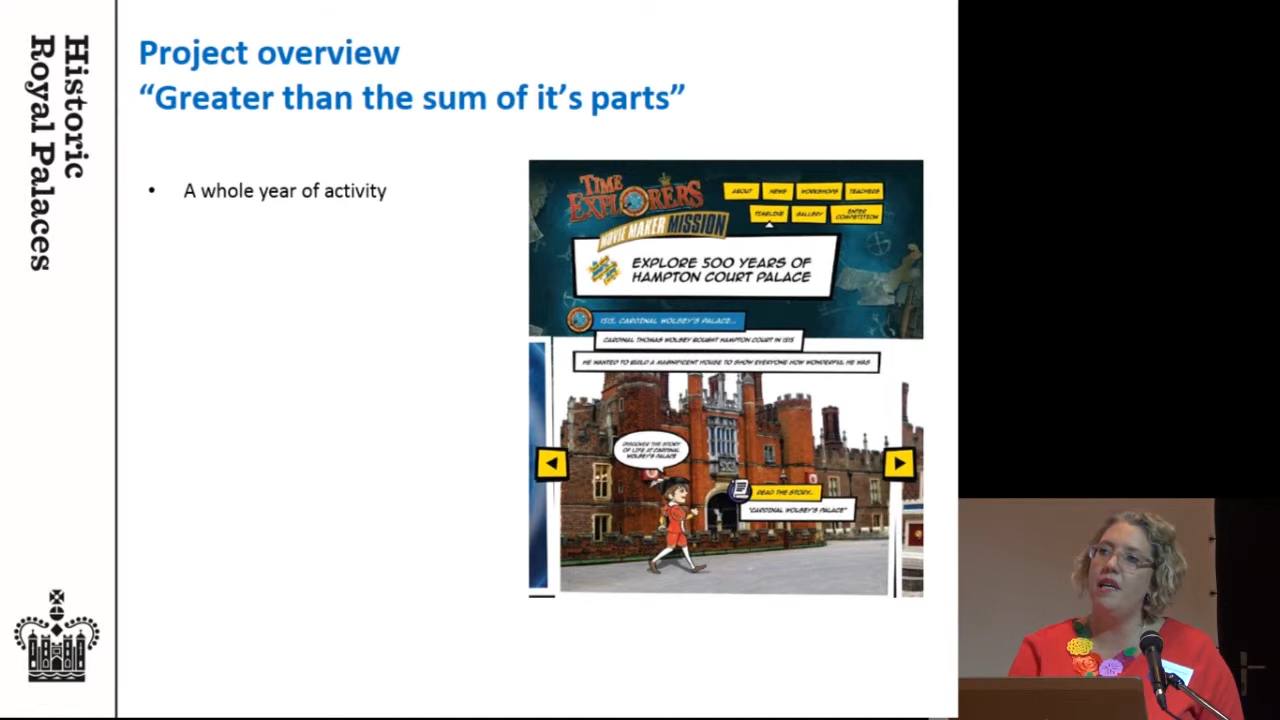 Historic
Royal Palaces
Project overview
“Greater than the sum of it’s parts”
• A whole year of activity
TIME
EXPLORERS
MOVIE MAKER MISSION
ABOUT
NEWS
WORKSHOPS
TEACHERS
TIMELINE
GALLERY
ENTER
COMPETITION
EXPLORE 500 YEARS OF
HAMPTON COURT PALACE
1515, CARDINAL WOLSEY'S PALACE...
CARDINAL THOMAS WOLSEY BOUGHT HAMPTON COURT IN 1515
HE WANTED TO BUILD A MAGNIFICENT HOUSE TO SHOW EVERYONE HOW WONDERFUL HE WAS
DISCOVER THE STORY
OF LIFE AT CARDINAL
WOLSEY'S PALACE
READ THE STORY...
"CARDINAL WOLSEY'S PALACE"